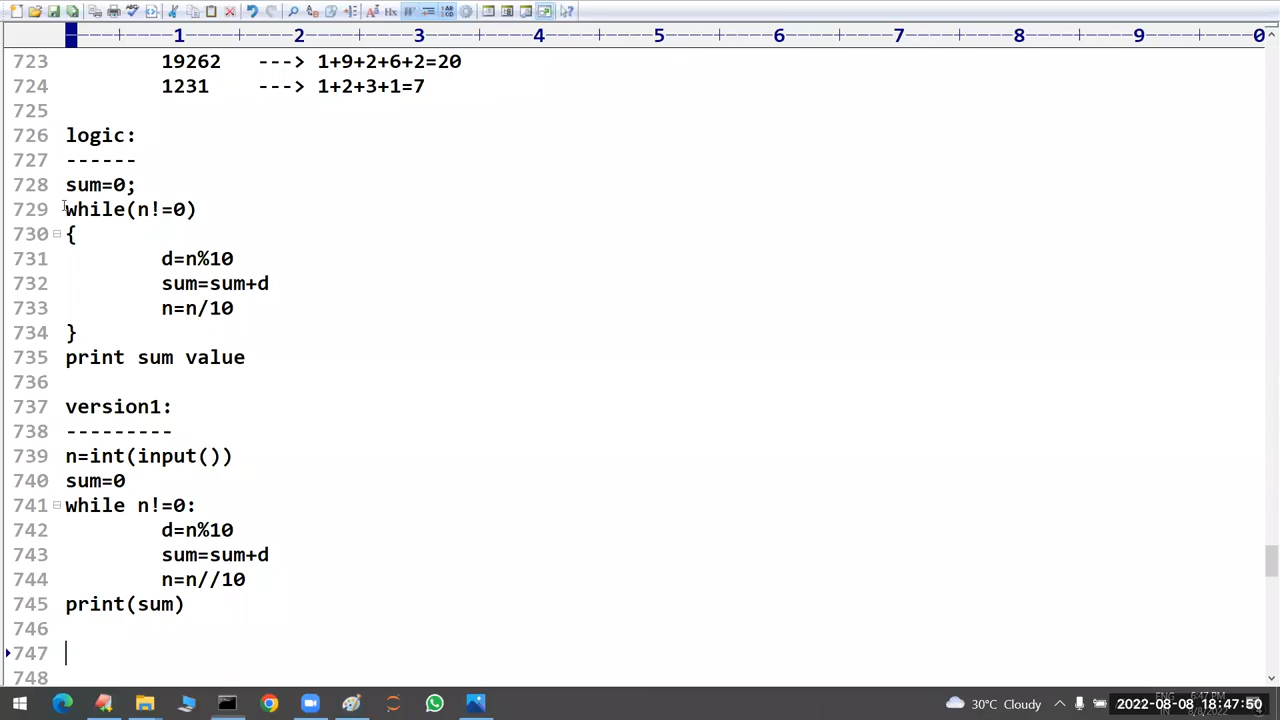 1 2 3 4 5 6 7 8 9 0
723 19262 ---> 1+9+2+6+2=20
724 1231 ---> 1+2+3+1=7
725
726 logic:
727 ------
728 sum=0;
729 while(n!=0)
730 {
731 d=n%10
732 sum=sum+d
733 n=n/10
734 }
735 print sum value
736
737 version1:
738 ---------
739 n=int(input())
740 sum=0
741 while n!=0:
742 d=n%10
743 sum=sum+d
744 n=n//10
745 print(sum)
746
747
748
30°C Cloudy
2022-08-08 18:47:50